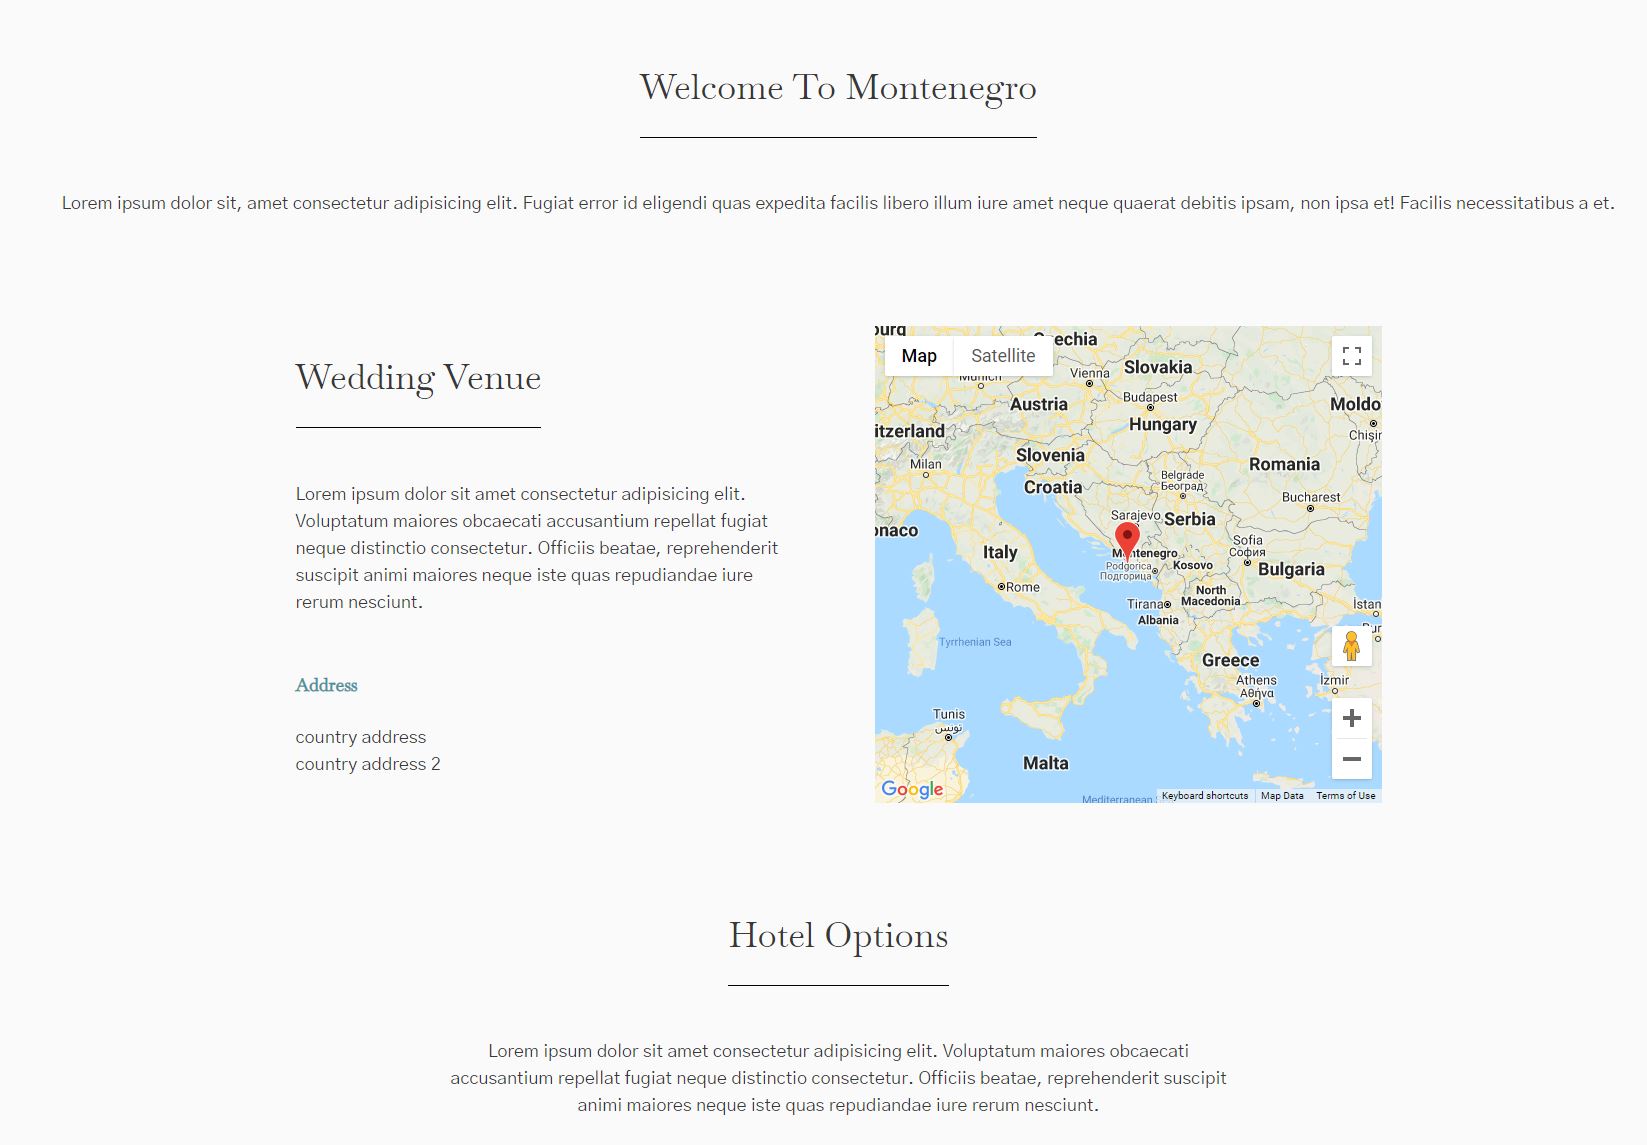 Welcome To Montenegro
Lorem ipsum dolor sit, amet consectetur adipisicing elit. Fugiat error id eligendi quas expedita facilis libero illum iure amet neque quaerat debitis ipsam, non ipsa et! Facilis necessitatibus a et.
Wedding Venue
Lorem ipsum dolor sit amet consectetur adipisicing elit.
Voluptatum maiores obcaecati accusantium repellat fugiat
neque distinctio consectetur. Officiis beatae, reprehenderit
suscipit animi maiores neque iste quas repudiandae iure
rerum nesciunt.
Address
country address
country address 2
Map Satellite
Vienna
Slovakia
Austria
Budapest
Moldo
Hungary
itzerland
Slovenia
Milan
Romania
Croatia
Belgrade
Београд
Bucharest
Sarajevo
Serbia
onaco
Italy
Montenegro
Sofia
София
Podgorica
Подгорица
Kosovo
Bulgaria
Rome
North
Macedonia
Tirana
Albania
İstan
Tyrrhenian Sea
Greece
Athens
Αθήνα
İzmir
Tunis
تونس
Malta
Google
Mediterranean
Keyboard shortcuts Map Data Terms of Use
Hotel Options
Lorem ipsum dolor sit amet consectetur adipisicing elit. Voluptatum maiores obcaecati
accusantium repellat fugiat neque distinctio consectetur. Officiis beatae, reprehenderit suscipit
animi maiores neque iste quas repudiandae iure rerum nesciunt.